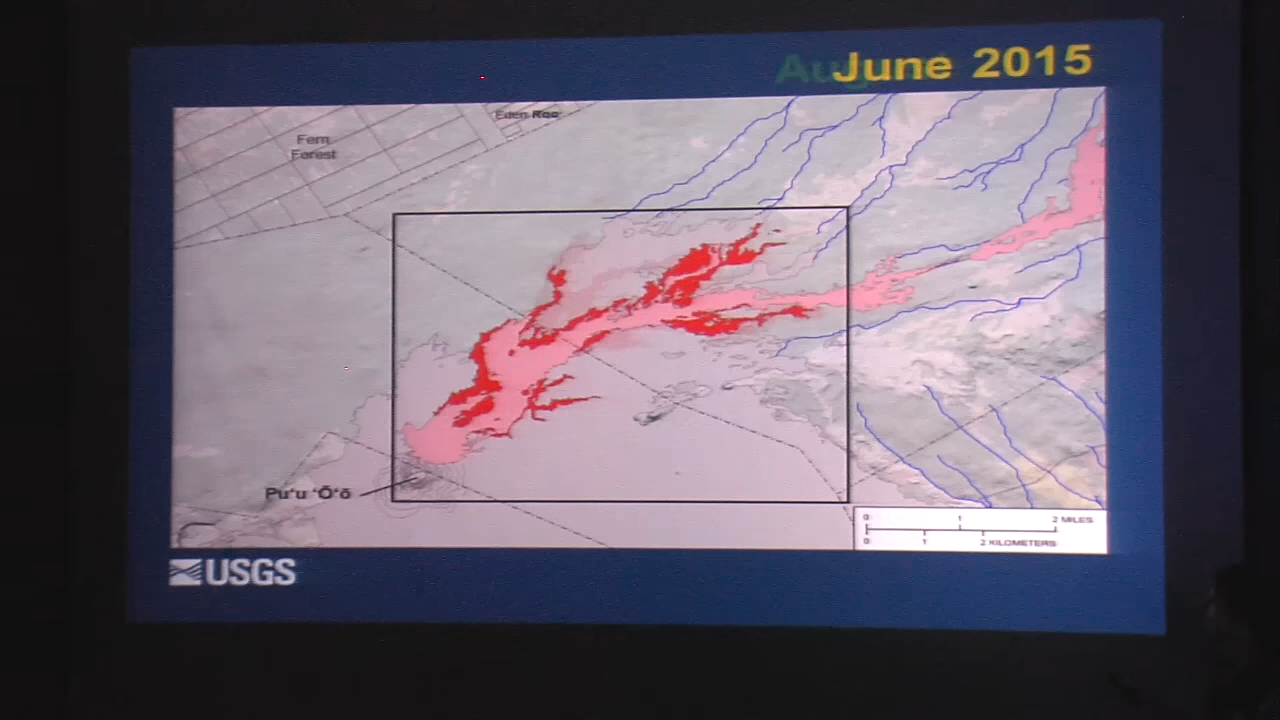 June 2015
Eden Roc
Fern
Forest
Pu‘u ‘Ō‘ō
0 1 2 MILES
0 1 2 KILOMETERS
USGS